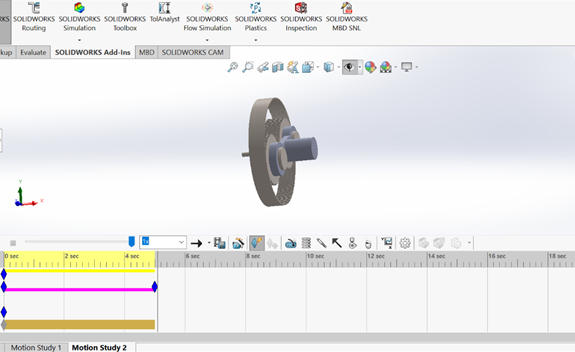 KS SOLIDWORKS SOLIDWORKS SOLIDWORKS TolAnalyst SOLIDWORKS SOLIDWORKS SOLIDWORKS SOLIDWORKS
Routing Simulation Toolbox Flow Simulation Plastics Inspection MBD SNL
kup Evaluate SOLIDWORKS Add-Ins MBD SOLIDWORKS CAM
Y
X
1x
0 sec 2 sec 4 sec 6 sec 8 sec 10 sec 12 sec 14 sec 16 sec 18 sec
Motion Study 1 Motion Study 2